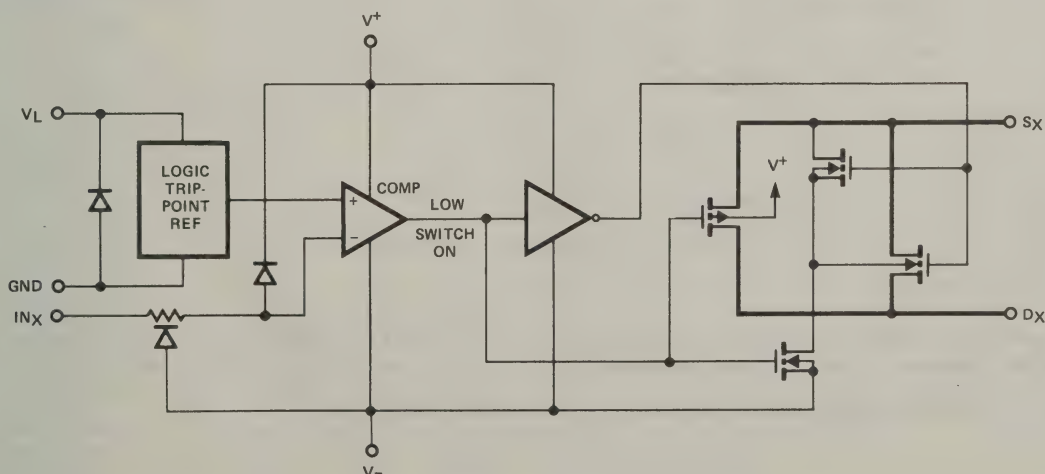 V+
VL
LOGIC
TRIP-
POINT
REF
+
COMP
−
LOW
SWITCH
ON
V+
SX
GND
INX
DX
V−